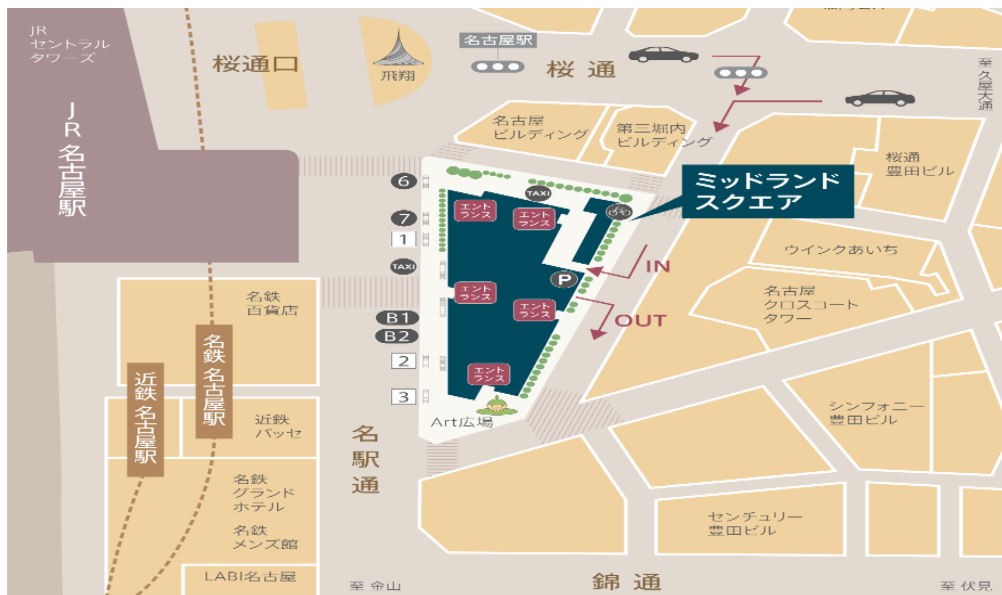 JR
セントラル
タワーズ
JR名古屋駅
桜通口
飛翔
名古屋駅
桜通
至久屋大通
名古屋
ビルディング
第三堀内
ビルディング
桜通
豊田ビル
ミッドランド
スクエア
6
7
1
TAXI
B1
B2
2
3
TAXI
エント
ランス
エント
ランス
エント
ランス
エント
ランス
エント
ランス
P
IN
OUT
Art広場
ウインクあいち
名古屋
クロスコート
タワー
シンフォニー
豊田ビル
センチュリー
豊田ビル
名鉄
百貨店
名鉄名古屋駅
近鉄名古屋駅
近鉄
パッセ
名鉄
グランド
ホテル
名鉄
メンズ館
LABI名古屋
名駅通
至 金山
錦通
至 伏見